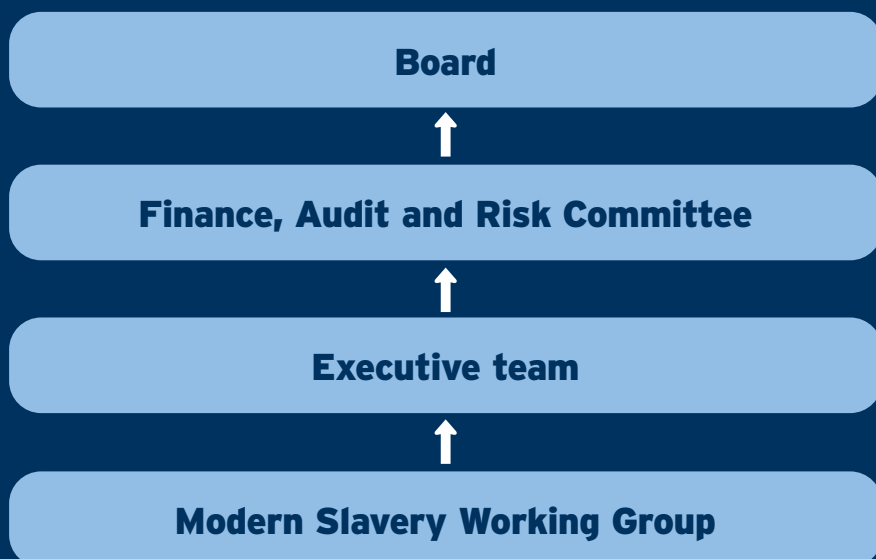 Board
Finance, Audit and Risk Committee
Executive team
Modern Slavery Working Group